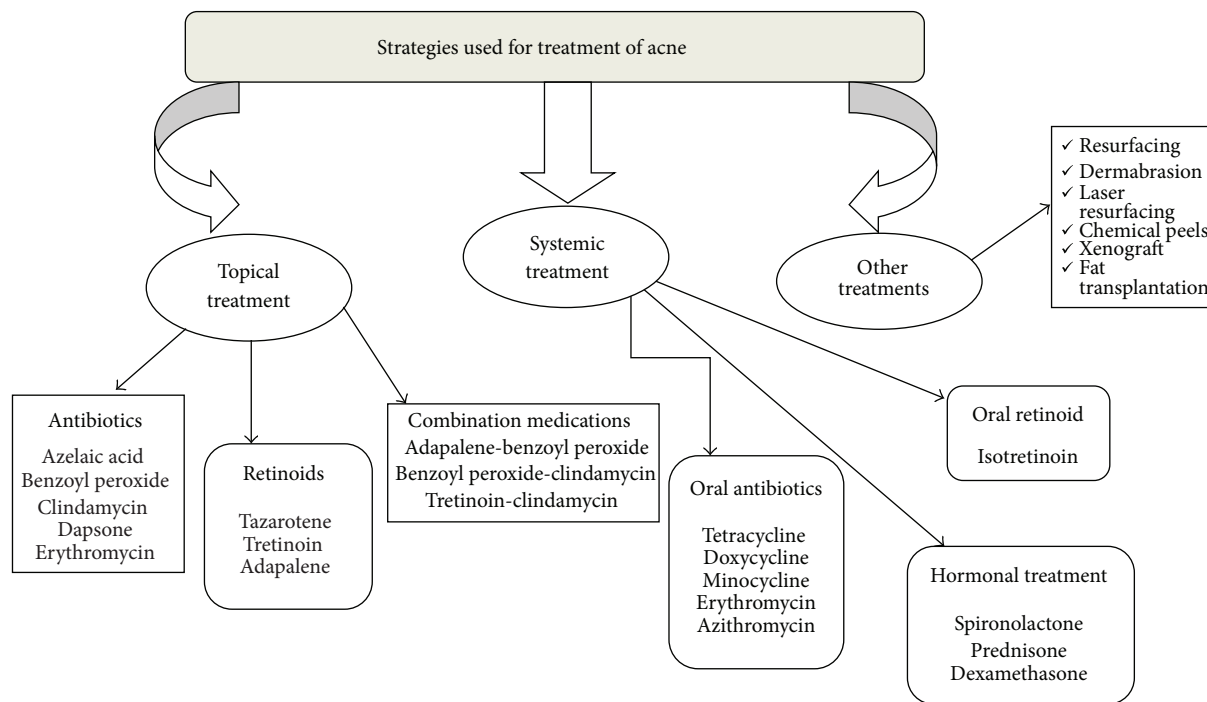 Strategies used for treatment of acne
Topical
treatment
Systemic
treatment
Other
treatments
✓ Resurfacing
✓ Dermabrasion
✓ Laser
resurfacing
✓ Chemical peels
✓ Xenograft
✓ Fat
transplantation
Antibiotics
Azelaic acid
Benzoyl peroxide
Clindamycin
Dapsone
Erythromycin
Retinoids
Tazarotene
Tretinoin
Adapalene
Combination medications
Adapalene-benzoyl peroxide
Benzoyl peroxide-clindamycin
Tretinoin-clindamycin
Oral antibiotics
Tetracycline
Doxycycline
Minocycline
Erythromycin
Azithromycin
Oral retinoid
Isotretinoin
Hormonal treatment
Spironolactone
Prednisone
Dexamethasone